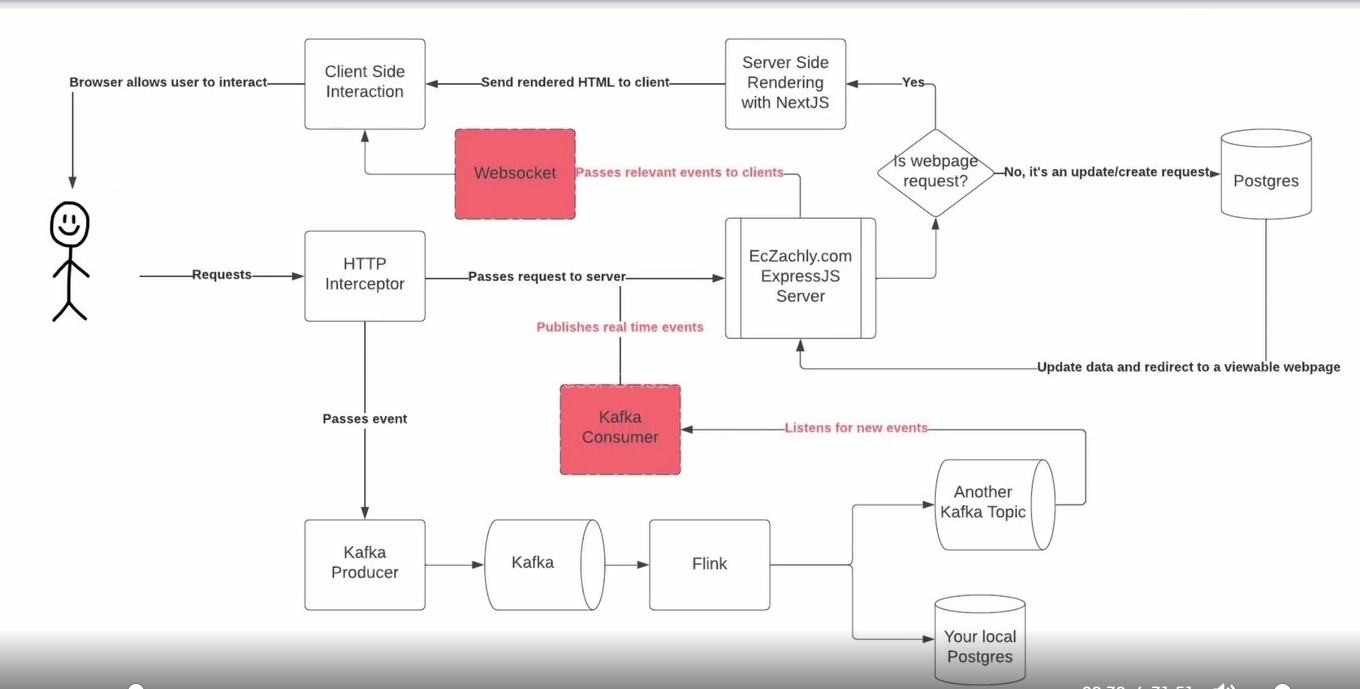 Browser allows user to interact
Client Side
Interaction
Send rendered HTML to client
Server Side
Rendering
with NextJS
Yes
Websocket
Passes relevant events to clients
Is webpage
request?
No, it's an update/create request
Postgres
Requests
HTTP
Interceptor
Passes request to server
EcZachly.com
ExpressJS
Server
Publishes real time events
Update data and redirect to a viewable webpage
Passes event
Kafka
Consumer
Listens for new events
Another
Kafka Topic
Kafka
Producer
Kafka
Flink
Your local
Postgres